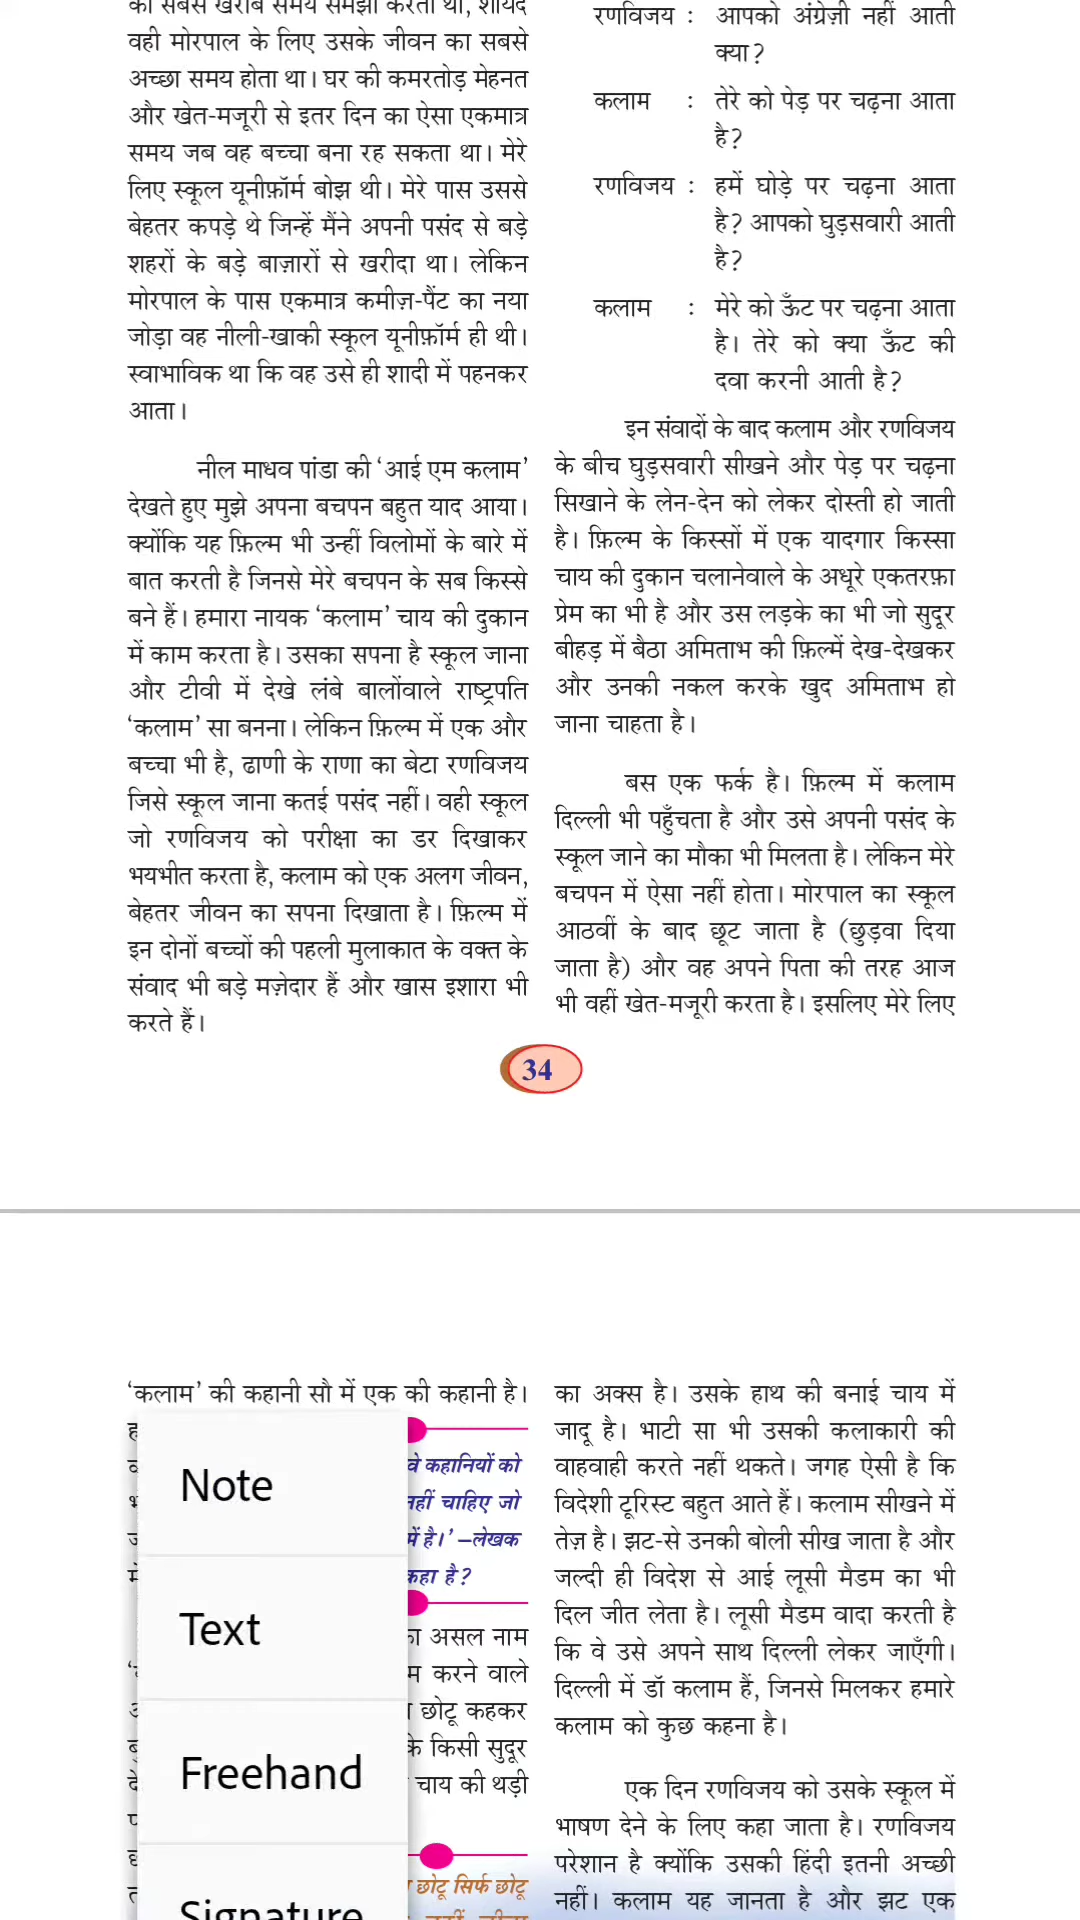 को सबसे खराब समय समझा करता था, शायद
वही मोरपाल के लिए उसके जीवन का सबसे
अच्छा समय होता था। घर की कमरतोड़ मेहनत
और खेत-मजूरी से इतर दिन का ऐसा एकमात्र
समय जब वह बच्चा बना रह सकता था। मेरे
लिए स्कूल यूनीफ़ॉर्म बोझ थी। मेरे पास उससे
बेहतर कपड़े थे जिन्हें मैंने अपनी पसंद से बड़े
शहरों के बड़े बाज़ारों से खरीदा था। लेकिन
मोरपाल के पास एकमात्र कमीज़-पैंट का नया
जोड़ा वह नीली-खाकी स्कूल यूनीफ़ॉर्म ही थी।
स्वाभाविक था कि वह उसे ही शादी में पहनकर
आता।
नील माधव पांडा की ‘आई एम कलाम’
देखते हुए मुझे अपना बचपन बहुत याद आया।
क्योंकि यह फ़िल्म भी उन्हीं विलोमों के बारे में
बात करती है जिनसे मेरे बचपन के सब किस्से
बने हैं। हमारा नायक ‘कलाम’ चाय की दुकान
में काम करता है। उसका सपना है स्कूल जाना
और टीवी में देखे लंबे बालोंवाले राष्ट्रपति
‘कलाम’ सा बनना। लेकिन फ़िल्म में एक और
बच्चा भी है, ढाणी के राणा का बेटा रणविजय
जिसे स्कूल जाना कतई पसंद नहीं। वही स्कूल
जो रणविजय को परीक्षा का डर दिखाकर
भयभीत करता है, कलाम को एक अलग जीवन,
बेहतर जीवन का सपना दिखाता है। फ़िल्म में
इन दोनों बच्चों की पहली मुलाकात के वक्त के
संवाद भी बड़े मज़ेदार हैं और खास इशारा भी
करते हैं।
रणविजय : आपको अंग्रेज़ी नहीं आती
क्या?
कलाम : तेरे को पेड़ पर चढ़ना आता
है?
रणविजय : हमें घोड़े पर चढ़ना आता
है? आपको घुड़सवारी आती
है?
कलाम : मेरे को ऊँट पर चढ़ना आता
है। तेरे को क्या ऊँट की
दवा करनी आती है?
इन संवादों के बाद कलाम और रणविजय
के बीच घुड़सवारी सीखने और पेड़ पर चढ़ना
सिखाने के लेन-देन को लेकर दोस्ती हो जाती
है। फ़िल्म के किस्सों में एक यादगार किस्सा
चाय की दुकान चलानेवाले के अधूरे एकतरफ़ा
प्रेम का भी है और उस लड़के का भी जो सुदूर
बीहड़ में बैठा अमिताभ की फ़िल्में देख-देखकर
और उनकी नकल करके खुद अमिताभ हो
जाना चाहता है।
बस एक फर्क है। फ़िल्म में कलाम
दिल्ली भी पहुँचता है और उसे अपनी पसंद के
स्कूल जाने का मौका भी मिलता है। लेकिन मेरे
बचपन में ऐसा नहीं होता। मोरपाल का स्कूल
आठवीं के बाद छूट जाता है (छुड़वा दिया
जाता है) और वह अपने पिता की तरह आज
भी वहीं खेत-मजूरी करता है। इसलिए मेरे लिए
34
‘कलाम’ की कहानी सौ में एक की कहानी है।
वे कहानियों को
नहीं चाहिए जो
में है।’ –लेखक
कहा है?
का असल नाम
करने वाले
छोटू कहकर
के किसी सुदूर
चाय की थड़ी
छोटू सिर्फ छोटू
Note
Text
Freehand
Signature
का अक्स है। उसके हाथ की बनाई चाय में
जादू है। भाटी सा भी उसकी कलाकारी की
वाहवाही करते नहीं थकते। जगह ऐसी है कि
विदेशी टूरिस्ट बहुत आते हैं। कलाम सीखने में
तेज़ है। झट-से उनकी बोली सीख जाता है और
जल्दी ही विदेश से आई लूसी मैडम का भी
दिल जीत लेता है। लूसी मैडम वादा करती है
कि वे उसे अपने साथ दिल्ली लेकर जाएँगी।
दिल्ली में डॉ कलाम हैं, जिनसे मिलकर हमारे
कलाम को कुछ कहना है।
एक दिन रणविजय को उसके स्कूल में
भाषण देने के लिए कहा जाता है। रणविजय
परेशान है क्योंकि उसकी हिंदी इतनी अच्छी
नहीं। कलाम यह जानता है और झट एक